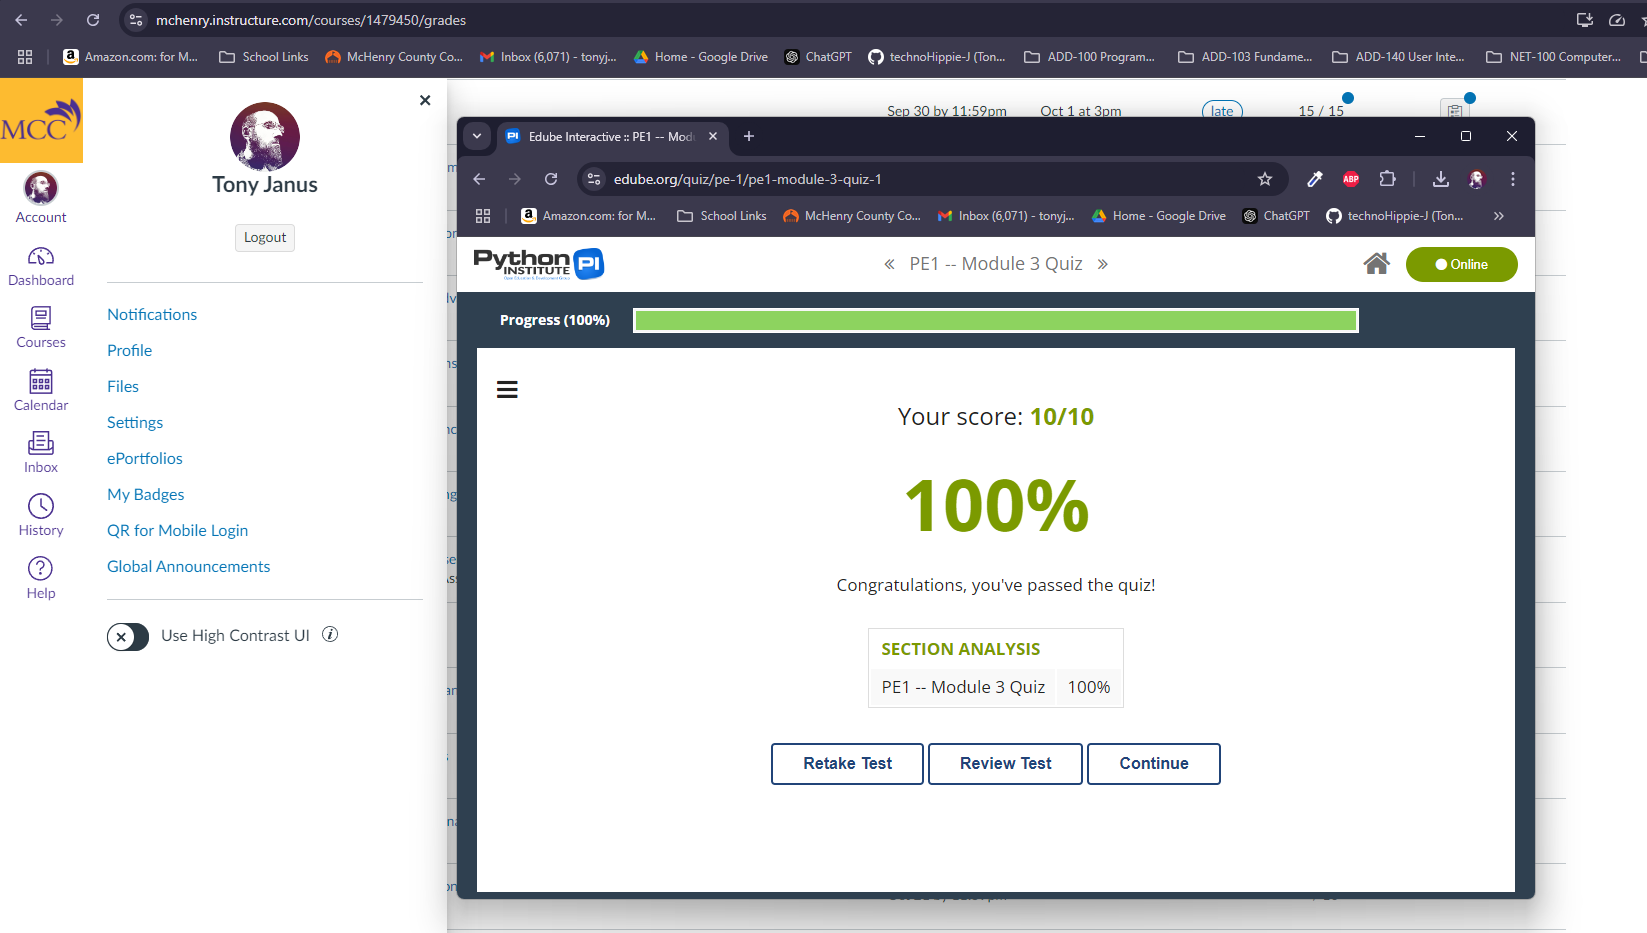 mchenry.instructure.com/courses/1479450/grades
Amazon.com: for M... School Links McHenry County Co... Inbox (6,071) - tonyj... Home - Google Drive ChatGPT technoHippie-J (Ton... ADD-100 Program... ADD-103 Fundame... ADD-140 User Inte... NET-100 Computer...
MCC
Account
Dashboard
Courses
Calendar
Inbox
History
Help
Tony Janus
Logout
Notifications
Profile
Files
Settings
ePortfolios
My Badges
QR for Mobile Login
Global Announcements
Use High Contrast UI
Sep 30 by 11:59pm Oct 1 at 3pm late 15 / 15
Edube Interactive :: PE1 -- Modu
edube.org/quiz/pe-1/pe1-module-3-quiz-1
ABP
Amazon.com: for M... School Links McHenry County Co... Inbox (6,071) - tonyj... Home - Google Drive ChatGPT technoHippie-J (Ton... »
Python INSTITUTE PI
Open Education & Development Group
« PE1 -- Module 3 Quiz »
Online
Progress (100%)
Your score: 10/10
100%
Congratulations, you've passed the quiz!
SECTION ANALYSIS
PE1 -- Module 3 Quiz 100%
Retake Test Review Test Continue